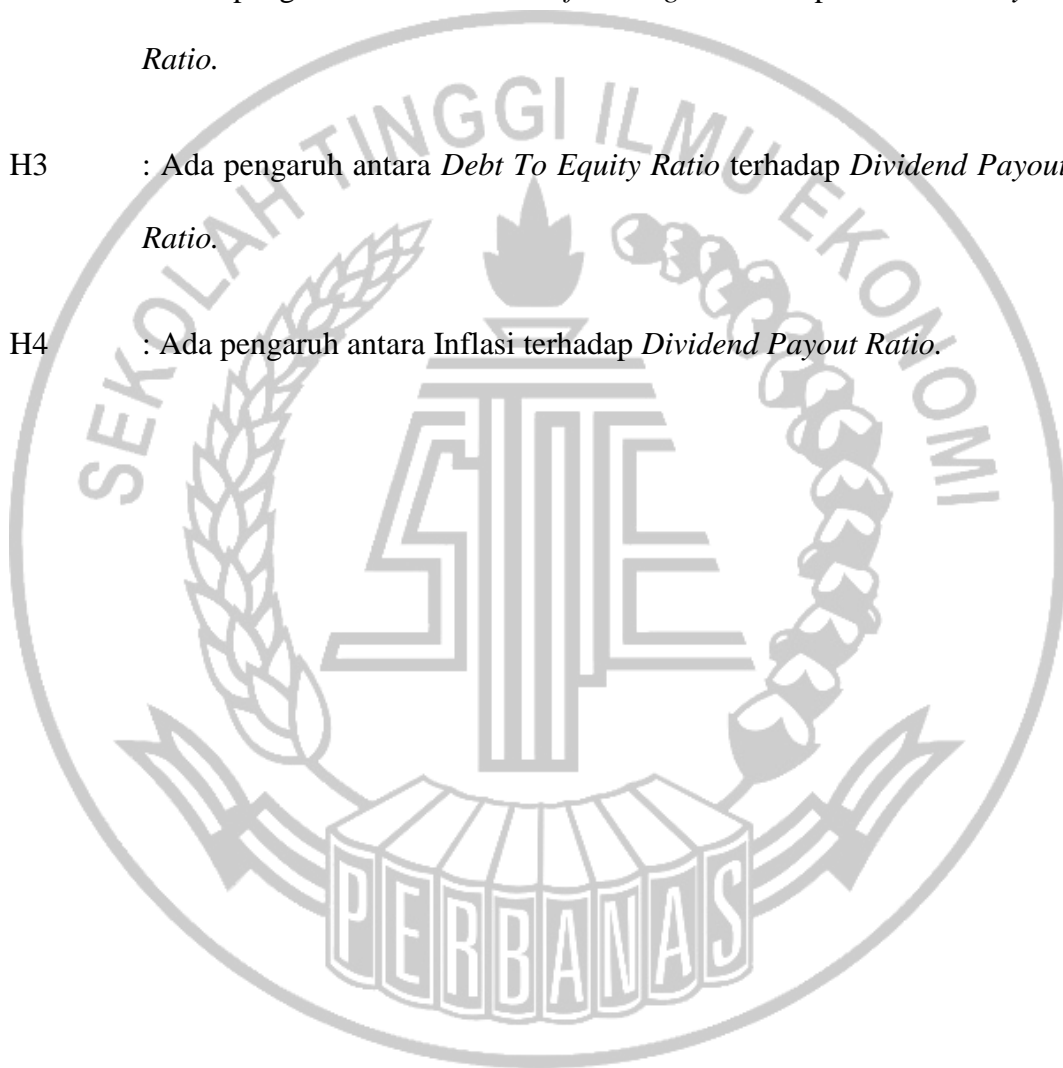 Ratio.
H3 : Ada pengaruh antara Debt To Equity Ratio terhadap Dividend Payout
Ratio.
H4 : Ada pengaruh antara Inflasi terhadap Dividend Payout Ratio.
SEKOLAH TINGGI ILMU EKONOMI
STIE
PERBANAS